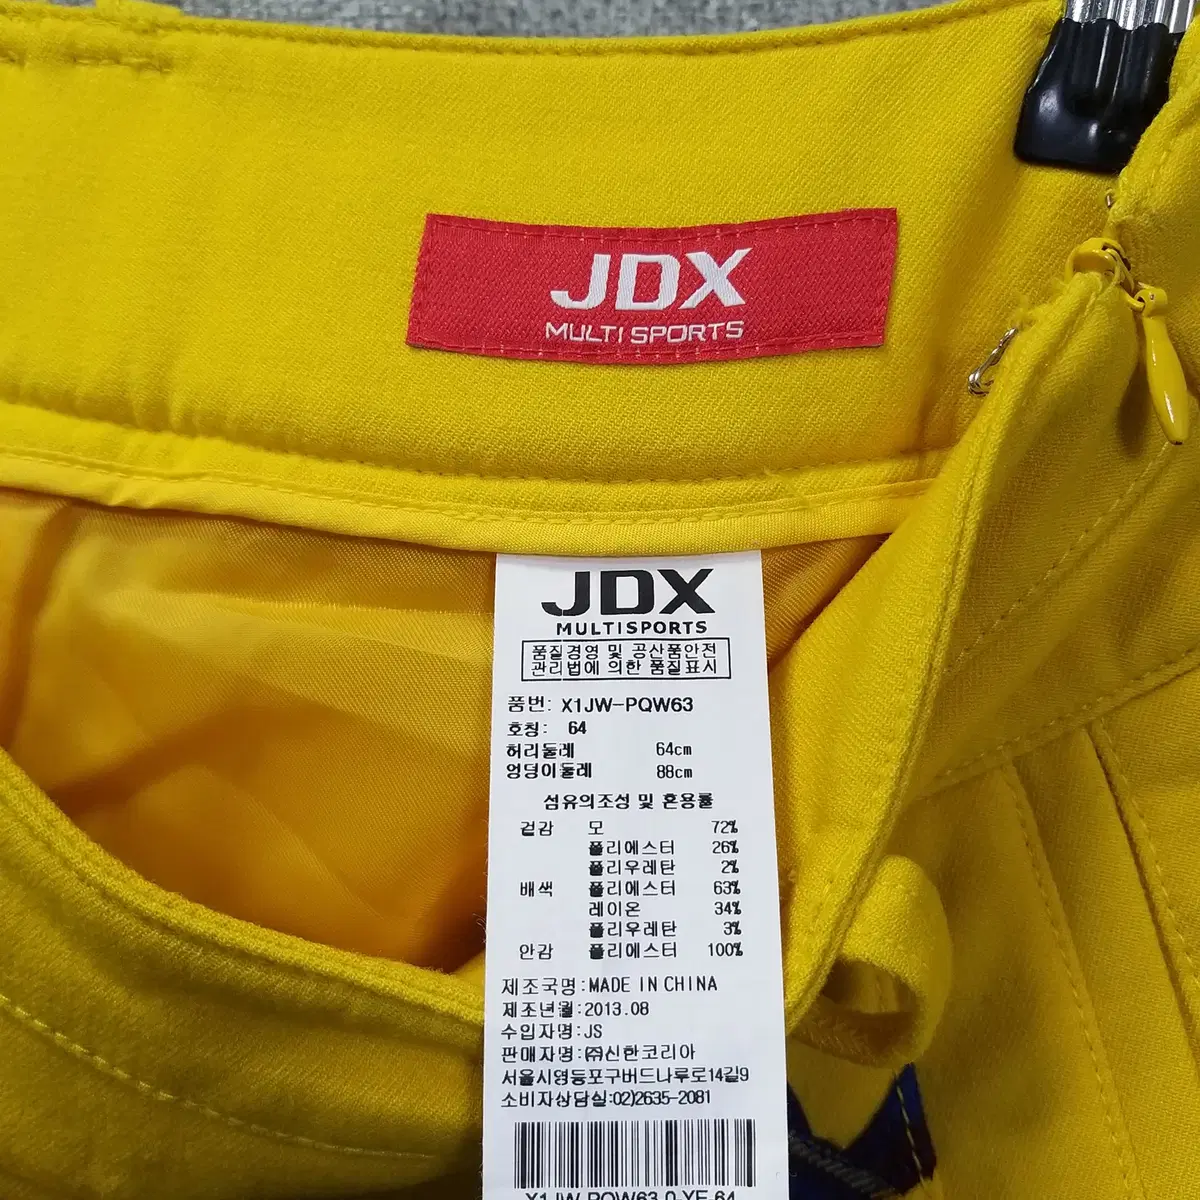 JDX
MULTI SPORTS
JDX
MULTISPORTS
품질경영 및 공산품안전
관리법에 의한 품질표시
품번: X1JW-PQW63
호칭: 64
허리둘레 64cm
엉덩이둘레 88cm
섬유의조성 및 혼용률
겉감 모 72%
폴리에스터 26%
폴리우레탄 2%
배색 폴리에스터 63%
레이온 34%
폴리우레탄 3%
안감 폴리에스터 100%
제조국명:MADE IN CHINA
제조년월:2013.08
수입자명:JS
판매자명:㈜신한코리아
서울시영등포구버드나루로14길9
소비자상담실:02)2635-2081
X1JW-PQW63.0-YE-64